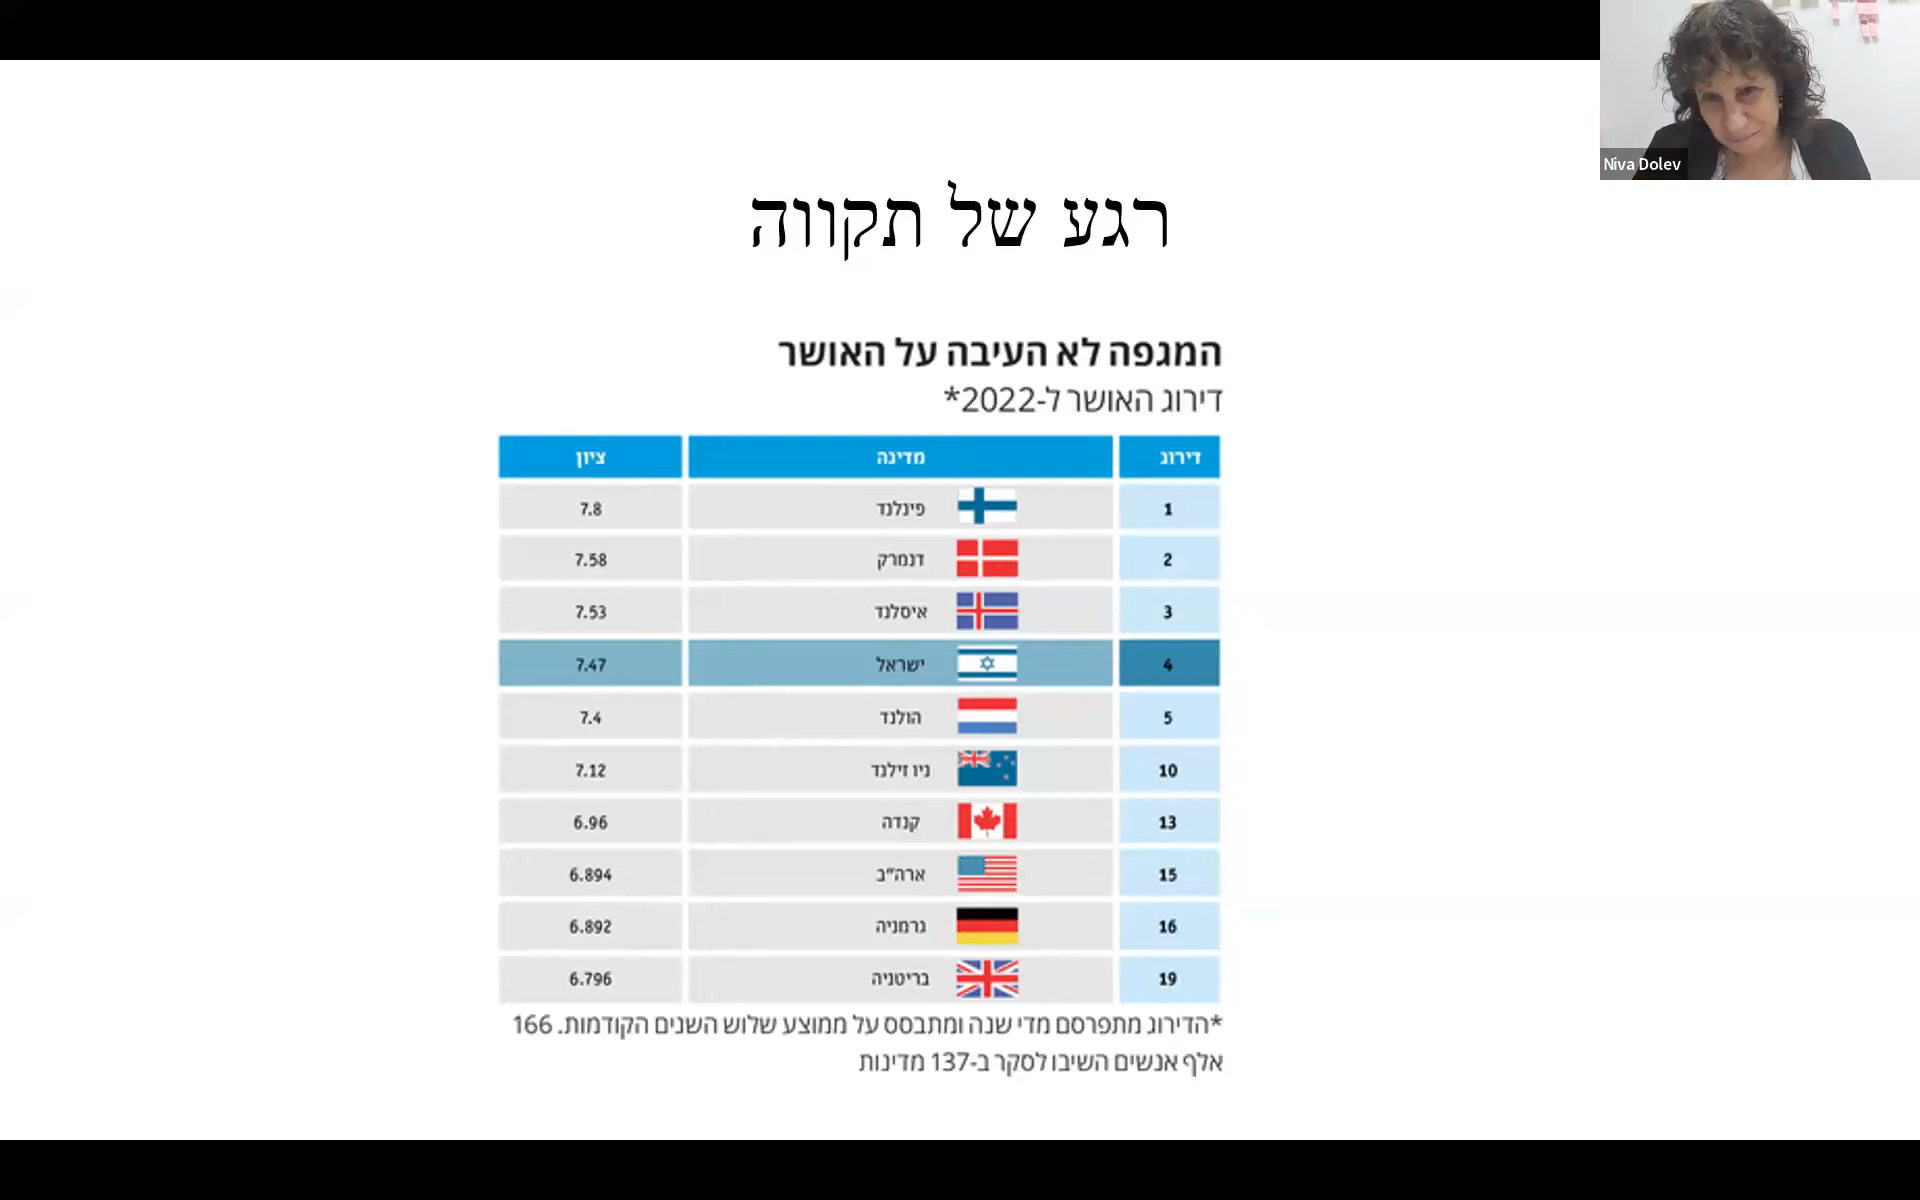 Niva Dolev
רגע של תקווה
המגפה לא העיבה על האושר
דירוג האושר ל-2022*
דירוג מדינה ציון
1 פינלנד 7.8
2 דנמרק 7.58
3 איסלנד 7.53
4 ישראל 7.47
5 הולנד 7.4
10 ניו זילנד 7.12
13 קנדה 6.96
15 ארה״ב 6.894
16 גרמניה 6.892
19 בריטניה 6.796
*הדירוג מתפרסם מדי שנה ומתבסס על ממוצע שלוש השנים הקודמות. 166
אלף אנשים השיבו לסקר ב-137 מדינות